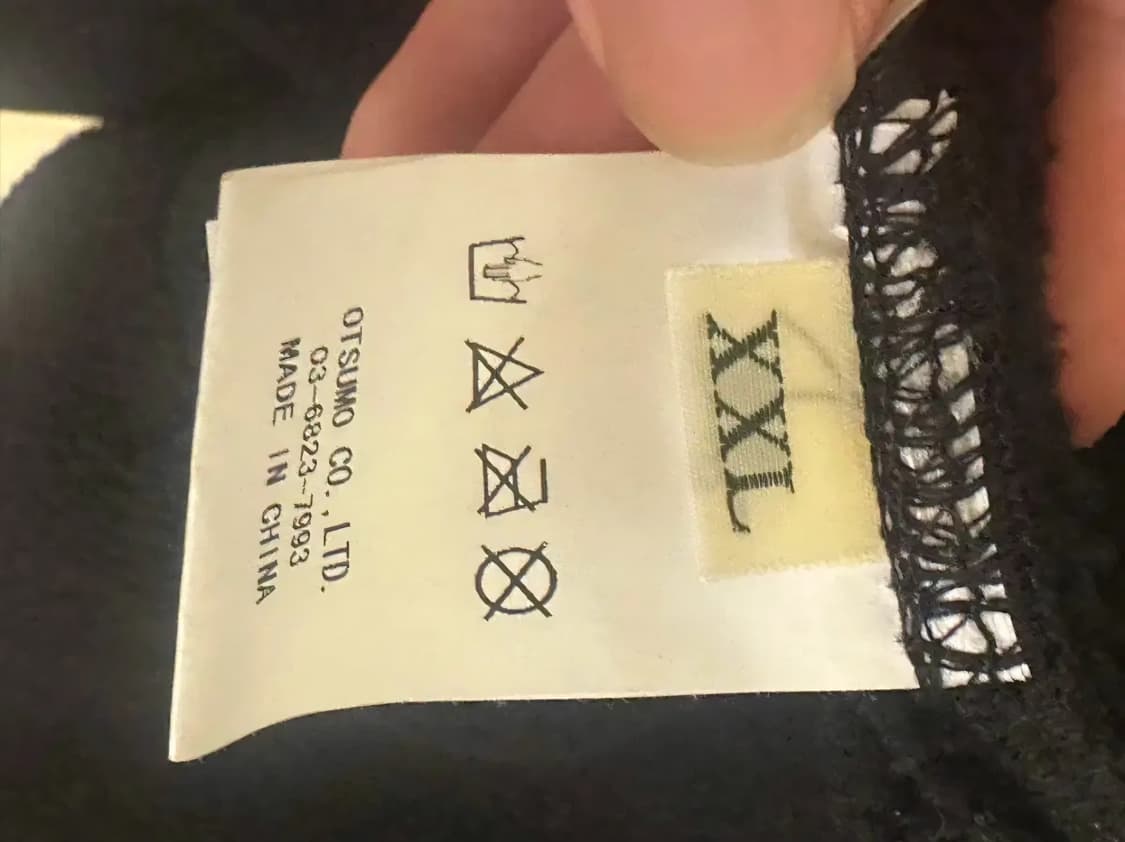 XXL
OTSUMO CO.,LTD.
03-6823-7993
MADE IN CHINA